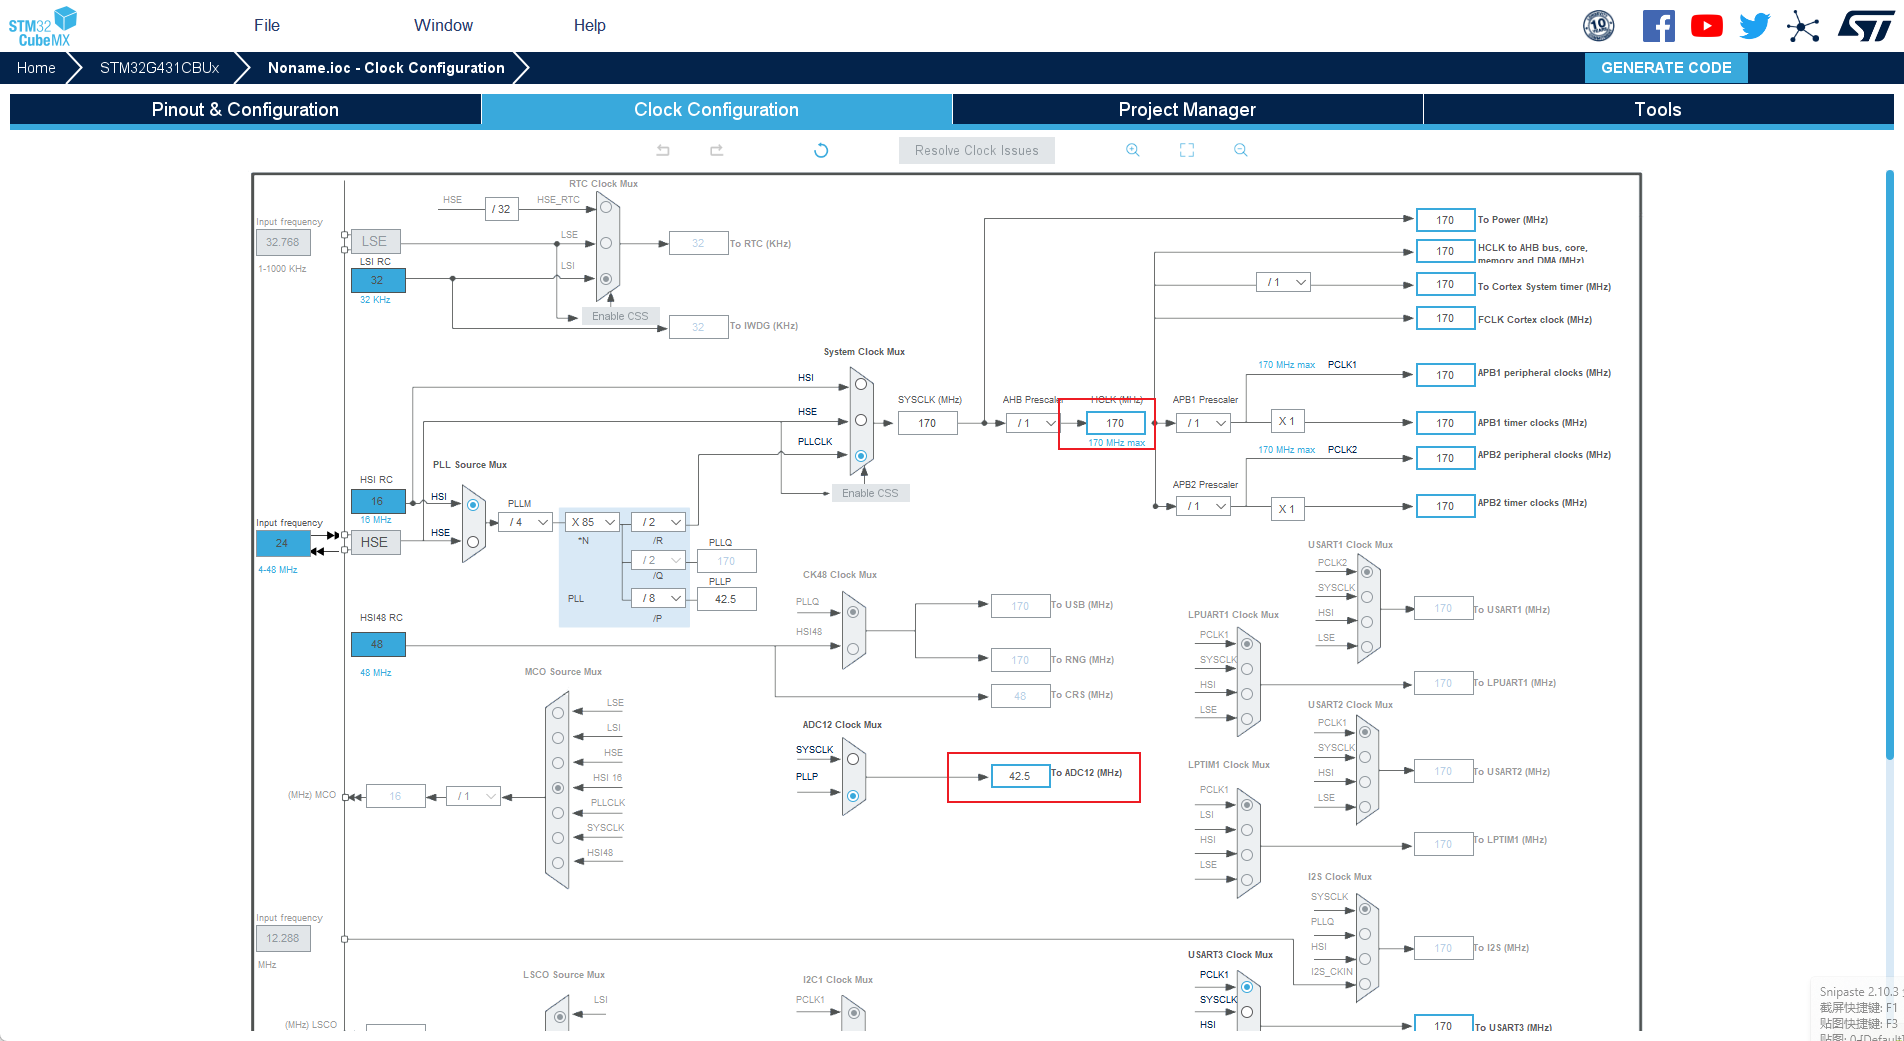 STM32
CubeMX
File
Window
Help
10
Home
STM32G431CBUx
Noname.ioc - Clock Configuration
GENERATE CODE
Pinout & Configuration
Clock Configuration
Project Manager
Tools
Resolve Clock Issues
RTC Clock Mux
HSE
/ 32
HSE_RTC
Input frequency
32.768
1-1000 KHz
LSE
LSE
32
To RTC (KHz)
LSI RC
32
32 KHz
LSI
Enable CSS
32
To IWDG (KHz)
170
To Power (MHz)
170
HCLK to AHB bus, core,
memory and DMA (MHz)
/ 1
170
To Cortex System timer (MHz)
170
FCLK Cortex clock (MHz)
System Clock Mux
HSI
HSE
PLLCLK
Enable CSS
SYSCLK (MHz)
170
AHB Prescaler
/ 1
HCLK (MHz)
170
170 MHz max
APB1 Prescaler
/ 1
170 MHz max
PCLK1
170
APB1 peripheral clocks (MHz)
X 1
170
APB1 timer clocks (MHz)
170 MHz max
PCLK2
170
APB2 peripheral clocks (MHz)
APB2 Prescaler
/ 1
X 1
170
APB2 timer clocks (MHz)
PLL Source Mux
HSI RC
16
16 MHz
HSI
HSE
Input frequency
24
4-48 MHz
HSE
PLLM
/ 4
X 85
*N
/ 2
/R
/ 2
/Q
/ 8
/P
PLL
PLLQ
170
PLLP
42.5
HSI48 RC
48
48 MHz
CK48 Clock Mux
PLLQ
HSI48
170
To USB (MHz)
170
To RNG (MHz)
48
To CRS (MHz)
USART1 Clock Mux
PCLK2
SYSCLK
HSI
LSE
170
To USART1 (MHz)
LPUART1 Clock Mux
PCLK1
SYSCLK
HSI
LSE
170
To LPUART1 (MHz)
MCO Source Mux
LSE
LSI
HSE
HSI 16
PLLCLK
SYSCLK
HSI48
(MHz) MCO
16
/ 1
ADC12 Clock Mux
SYSCLK
PLLP
42.5
To ADC12 (MHz)
USART2 Clock Mux
PCLK1
SYSCLK
HSI
LSE
170
To USART2 (MHz)
LPTIM1 Clock Mux
PCLK1
LSI
HSI
LSE
170
To LPTIM1 (MHz)
I2S Clock Mux
SYSCLK
PLLQ
HSI
I2S_CKIN
170
To I2S (MHz)
Input frequency
12.288
MHz
LSCO Source Mux
LSI
(MHz) LSCO
I2C1 Clock Mux
PCLK1
USART3 Clock Mux
PCLK1
SYSCLK
HSI
170
To USART3 (MHz)
Snipaste 2.10.3
截屏快捷键: F1
贴图快捷键: F3
贴图: 0-[Default]